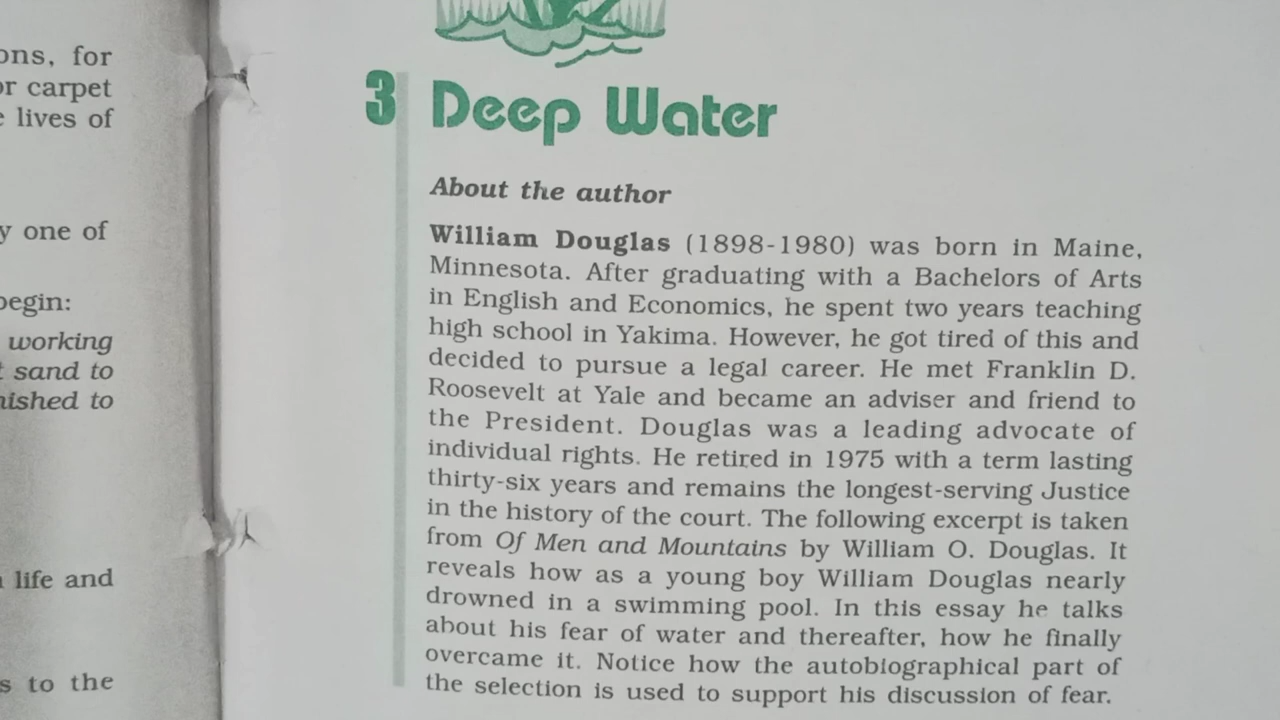 ons, for
or carpet
lives of
one of
begin:
working
sand to
life and
to the
3 Deep Water
About the author
William Douglas (1898-1980) was born in Maine,
Minnesota. After graduating with a Bachelors of Arts
in English and Economics, he spent two years teaching
high school in Yakima. However, he got tired of this and
decided to pursue a legal career. He met Franklin D.
Roosevelt at Yale and became an adviser and friend to
the President. Douglas was a leading advocate of
individual rights. He retired in 1975 with a term lasting
thirty-six years and remains the longest-serving Justice
in the history of the court. The following excerpt is taken
from Of Men and Mountains by William O. Douglas. It
reveals how as a young boy William Douglas nearly
drowned in a swimming pool. In this essay he talks
about his fear of water and thereafter, how he finally
overcame it. Notice how the autobiographical part of
the selection is used to support his discussion of fear.